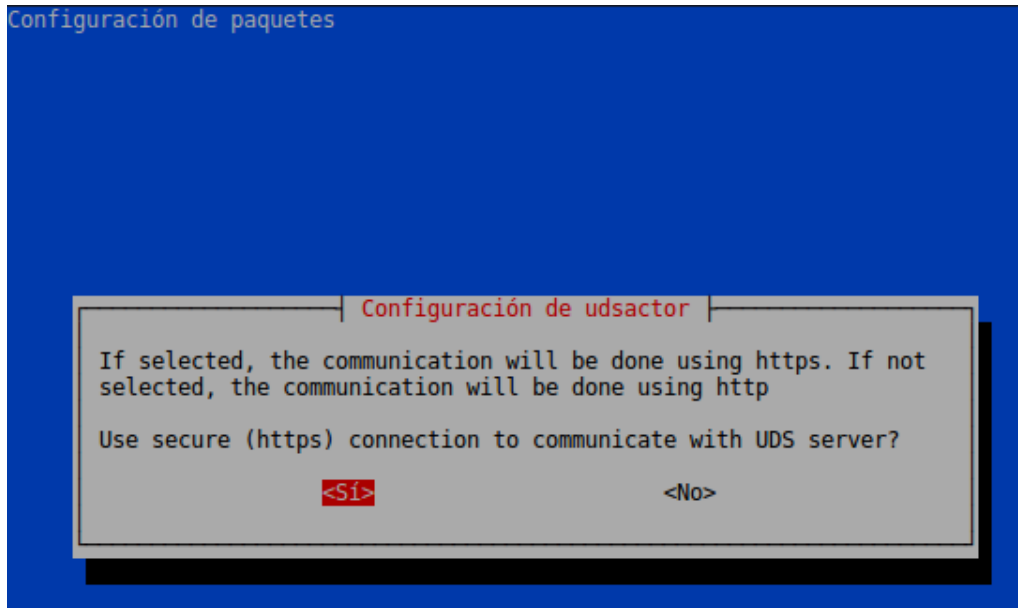 Configuración de paquetes
Configuración de udsactor
If selected, the communication will be done using https. If not
selected, the communication will be done using http
Use secure (https) connection to communicate with UDS server?
<Sí> <No>